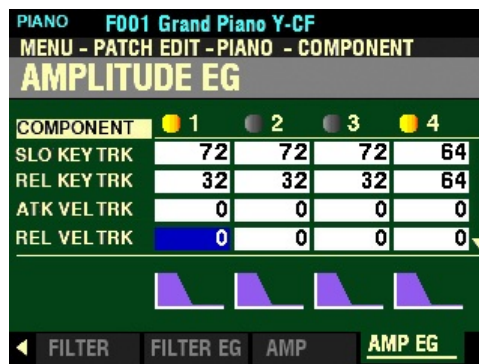 PIANO F001 Grand Piano Y-CF
MENU - PATCH EDIT - PIANO - COMPONENT
AMPLITUDE EG
COMPONENT 1 2 3 4
SLO KEY TRK 72 72 72 64
REL KEY TRK 32 32 32 64
ATK VEL TRK 0 0 0 0
REL VEL TRK 0 0 0 0
FILTER FILTER EG AMP AMP EG